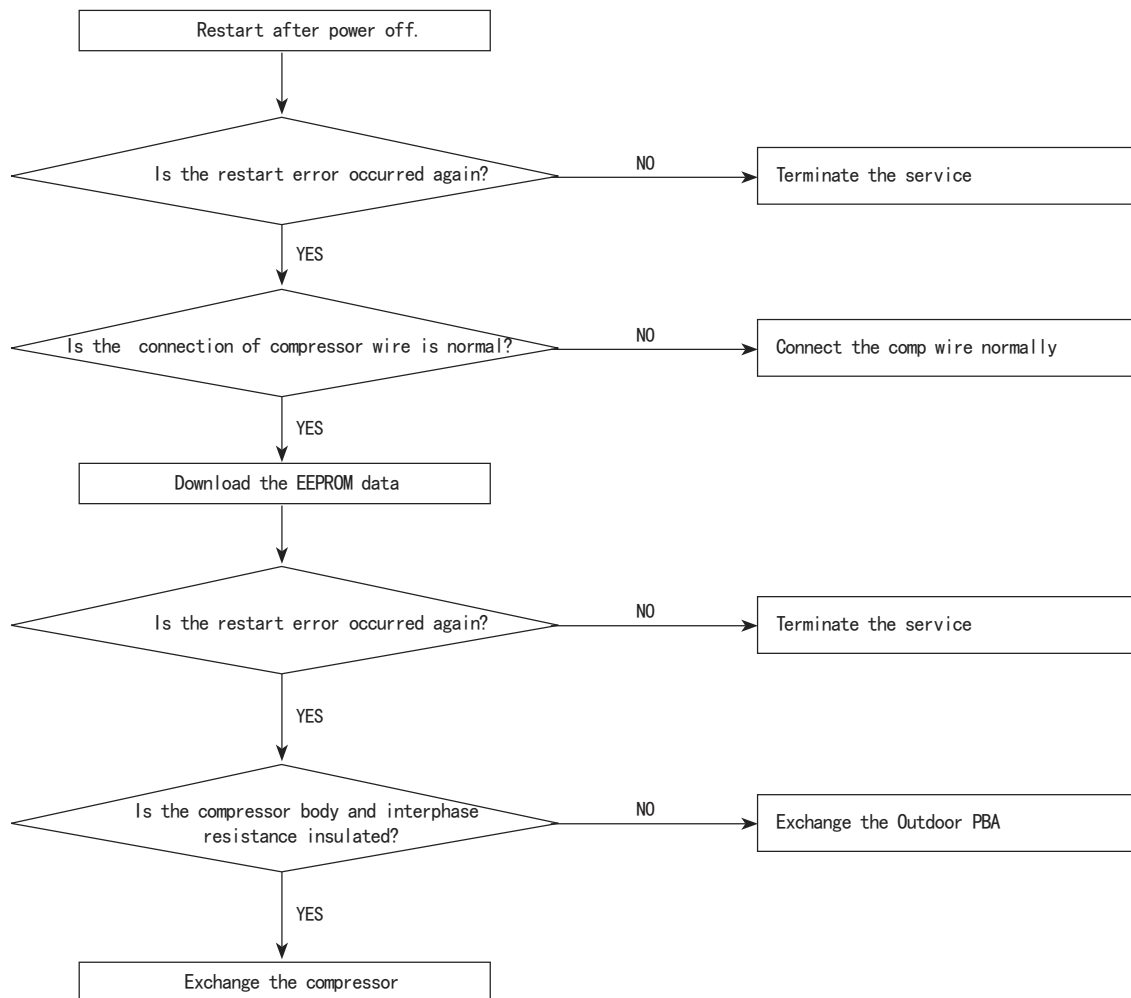 Restart after power off.
Is the restart error occurred again?
NO
Terminate the service
YES
Is the connection of compressor wire is normal?
NO
Connect the comp wire normally
YES
Download the EEPROM data
Is the restart error occurred again?
NO
Terminate the service
YES
Is the compressor body and interphase
resistance insulated?
NO
Exchange the Outdoor PBA
YES
Exchange the compressor